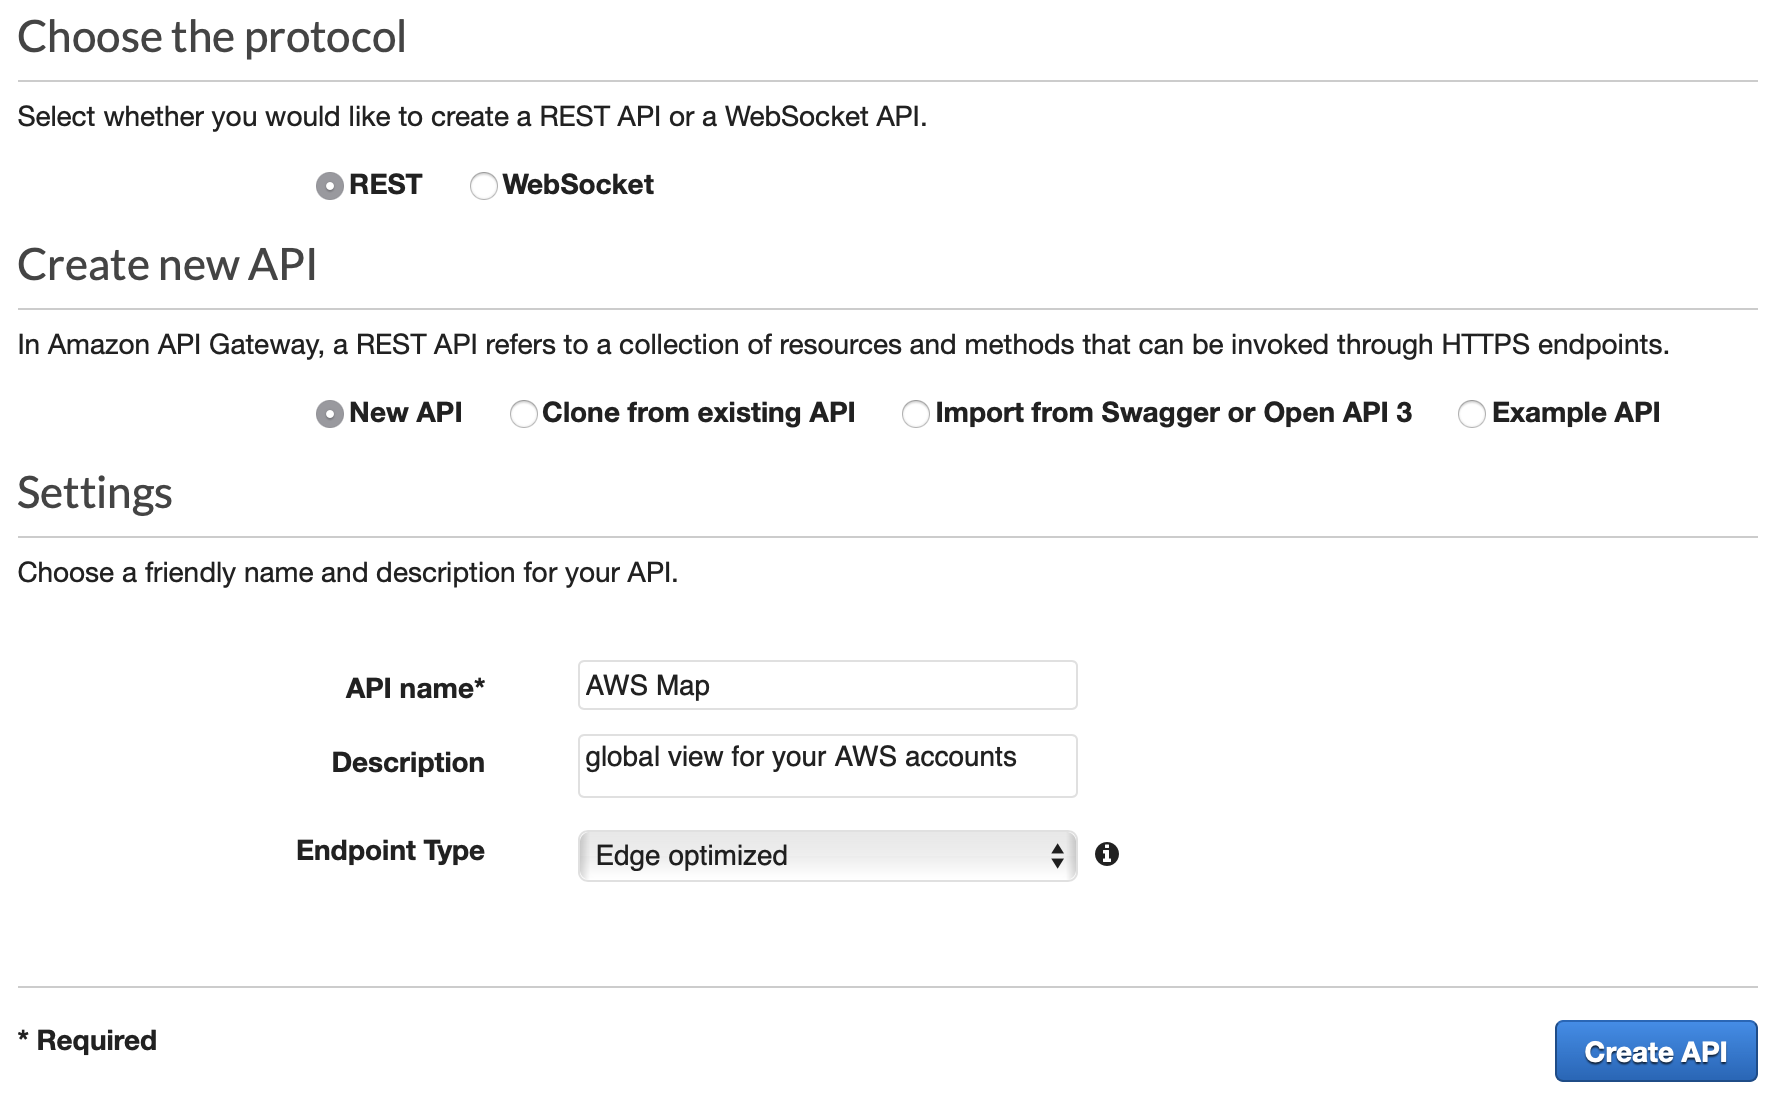 Choose the protocol
Select whether you would like to create a REST API or a WebSocket API.
REST WebSocket
Create new API
In Amazon API Gateway, a REST API refers to a collection of resources and methods that can be invoked through HTTPS endpoints.
New API Clone from existing API Import from Swagger or Open API 3 Example API
Settings
Choose a friendly name and description for your API.
API name* AWS Map
Description global view for your AWS accounts
Endpoint Type Edge optimized
* Required Create API